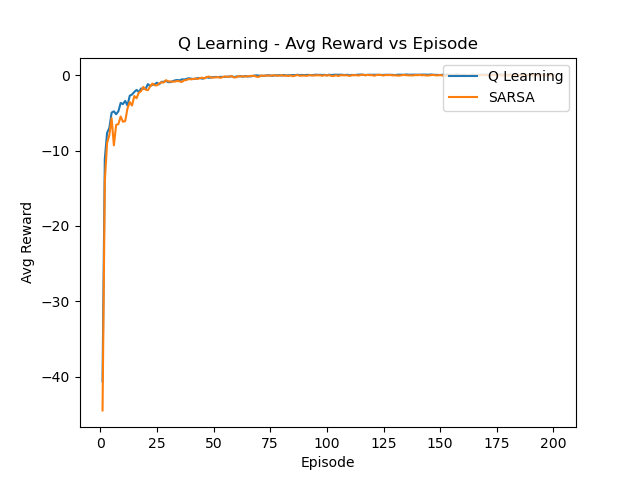 Q Learning - Avg Reward vs Episode
Q Learning
SARSA
0
−10
−20
−30
−40
Avg Reward
0 25 50 75 100 125 150 175 200
Episode